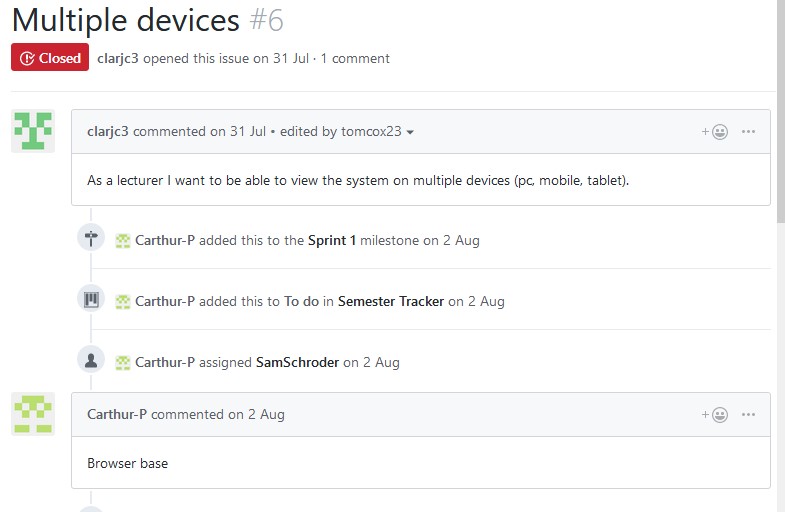 Multiple devices #6
Closed clarjc3 opened this issue on 31 Jul · 1 comment
clarjc3 commented on 31 Jul • edited by tomcox23
As a lecturer I want to be able to view the system on multiple devices (pc, mobile, tablet).
Carthur-P added this to the Sprint 1 milestone on 2 Aug
Carthur-P added this to To do in Semester Tracker on 2 Aug
Carthur-P assigned SamSchroder on 2 Aug
Carthur-P commented on 2 Aug
Browser base